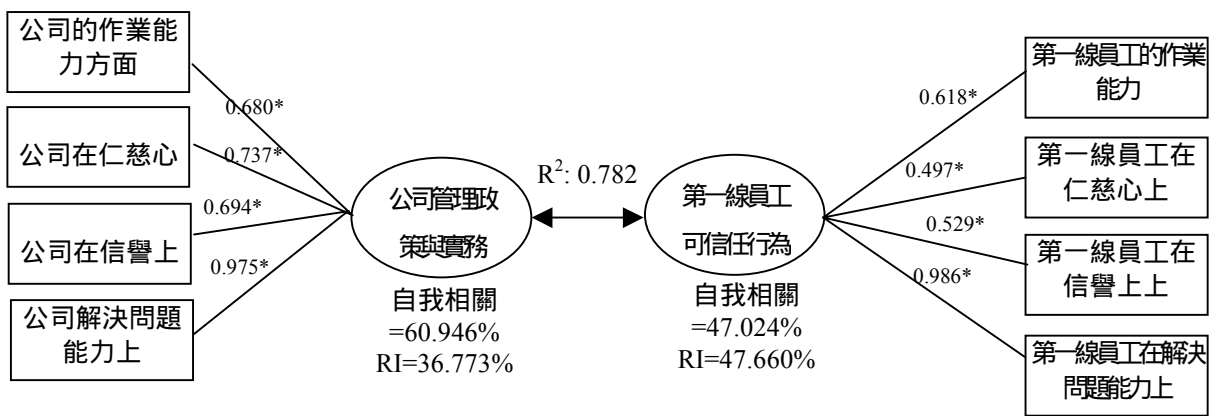 公司的作業能
力方面
0.680*
公司在仁慈心
0.737*
公司在信譽上
0.694*
公司解決問題
能力上
0.975*
公司管理政
策與實務
自我相關
=60.946%
RI=36.773%
R²: 0.782
第一線員工
可信任行為
自我相關
=47.024%
RI=47.660%
0.618*
第一線員工的作業
能力
0.497*
第一線員工在
仁慈心上
0.529*
第一線員工在
信譽上上
0.986*
第一線員工在解決
問題能力上